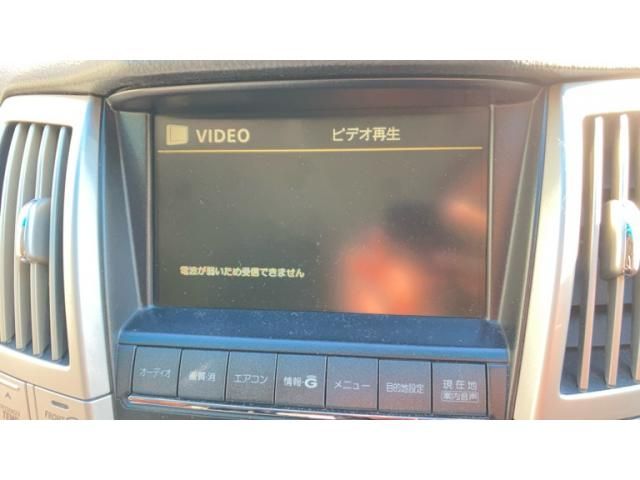 VIDEO ビデオ再生
電波が弱いため受信できません
オーディオ 画質・消 エアコン 情報・G メニュー 目的地設定 現在地
案内音声
TEMP FRONT